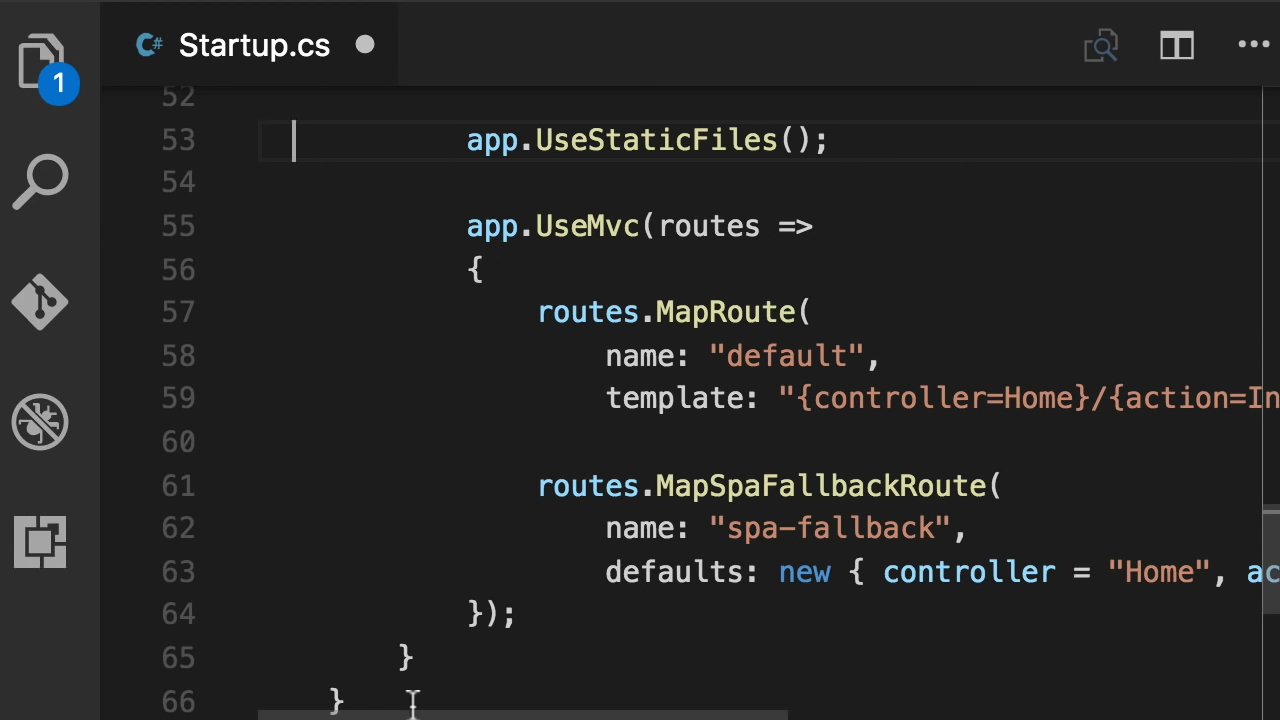 C# Startup.cs
1
52
53 app.UseStaticFiles();
54
55 app.UseMvc(routes =>
56 {
57 routes.MapRoute(
58 name: "default",
59 template: "{controller=Home}/{action=In
60
61 routes.MapSpaFallbackRoute(
62 name: "spa-fallback",
63 defaults: new { controller = "Home", ac
64 });
65 }
66 }